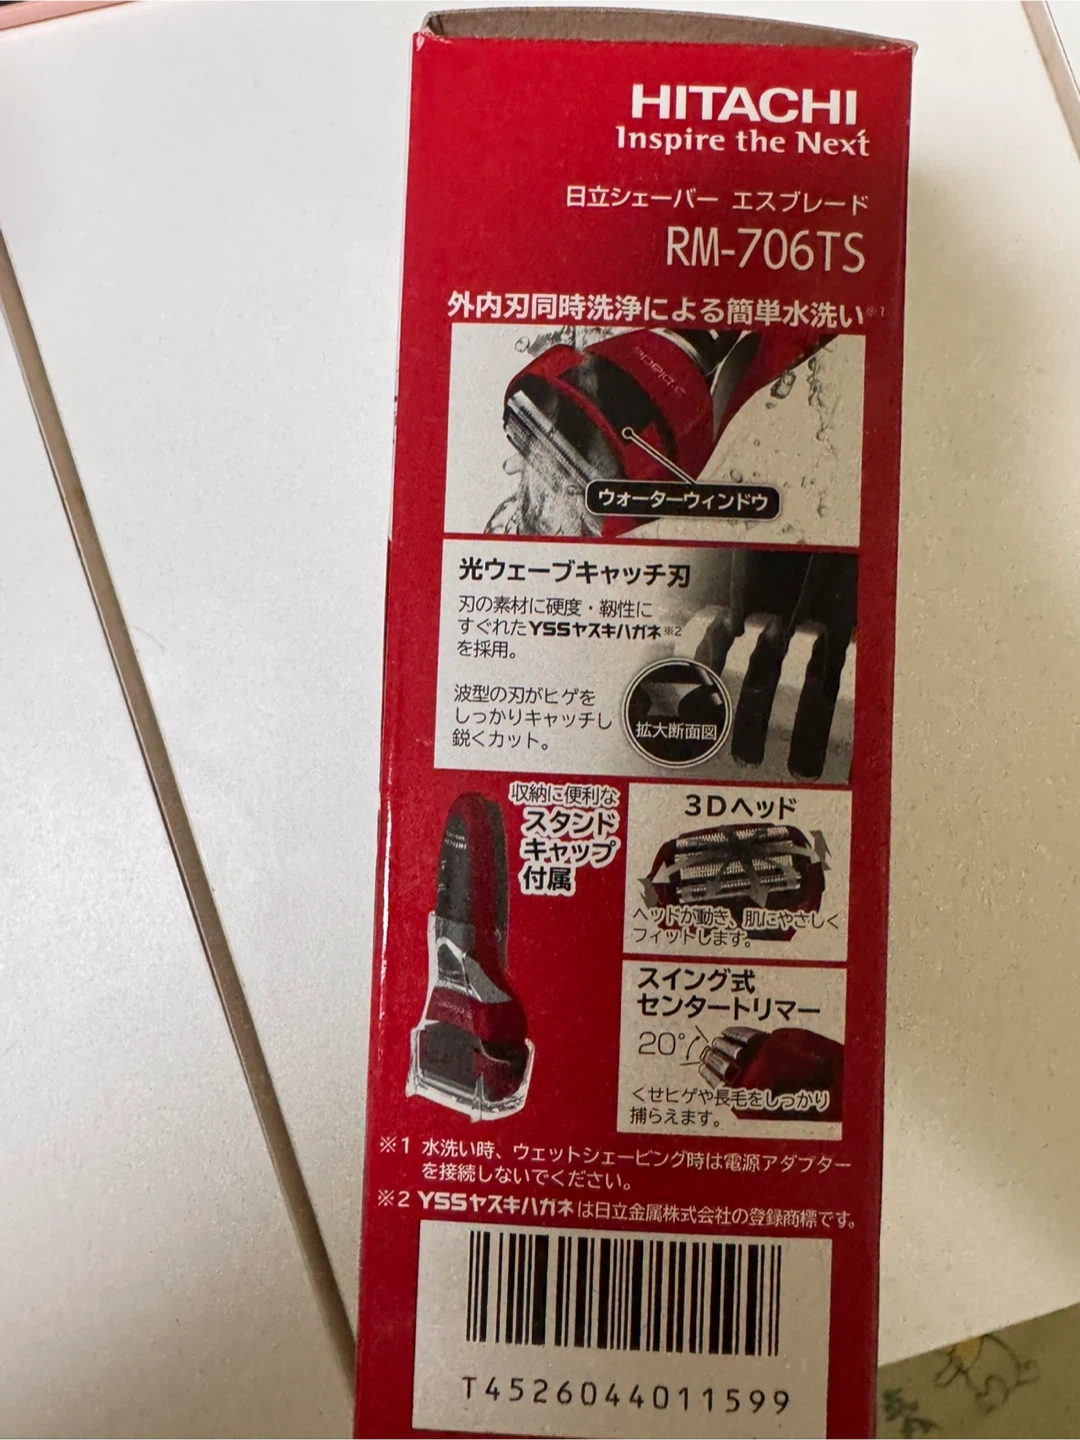 HITACHI
Inspire the Next
日立シェーバー エスブレード
RM-706TS
外内刃同時洗浄による簡単水洗い※1
s-blade
ウォーターウィンドウ
光ウェーブキャッチ刃
刃の素材に硬度・靱性に
すぐれたYSSヤスキハガネ※2
を採用。
波型の刃がヒゲを
しっかりキャッチし
鋭くカット。
拡大断面図
収納に便利な
スタンド
キャップ
付属
3Dヘッド
ヘッドが動き、肌にやさしく
フィットします。
スイング式
センタートリマー
20°
くせヒゲや長毛をしっかり
捕らえます。
※1 水洗い時、ウェットシェービング時は電源アダプター
を接続しないでください。
※2 YSSヤスキハガネは日立金属株式会社の登録商標です。
T4526044011599